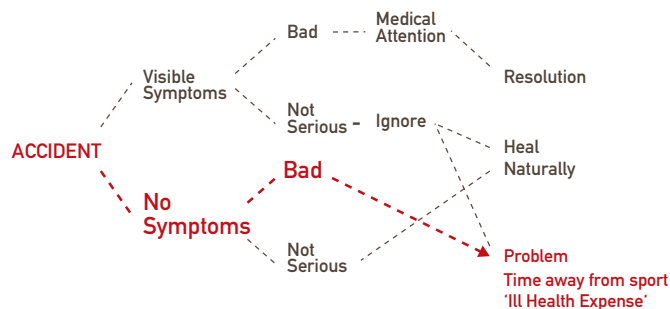 Bad
Medical
Attention
Visible
Symptoms
Resolution
Not
Serious
Ignore
ACCIDENT
Heal
Naturally
Bad
No
Symptoms
Not
Serious
Problem
Time away from sport
‘Ill Health Expense’